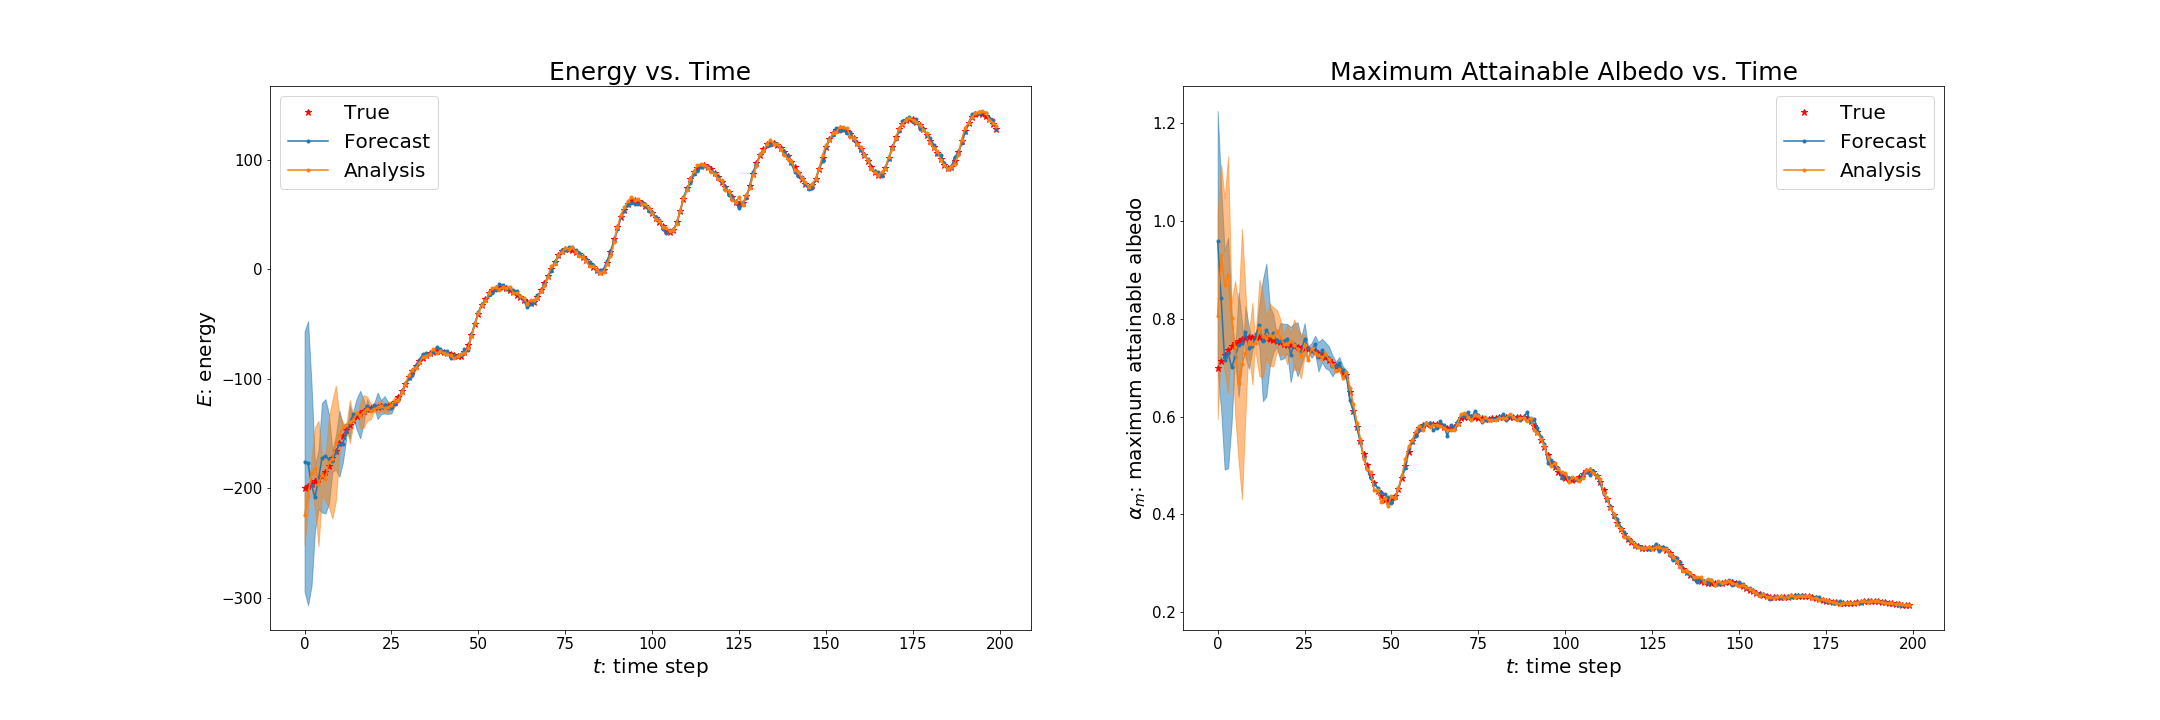 Energy vs. Time
True
Forecast
Analysis
100
0
−100
−200
−300
E: energy
0 25 50 75 100 125 150 175 200
t: time step
Maximum Attainable Albedo vs. Time
True
Forecast
Analysis
1.2
1.0
0.8
0.6
0.4
0.2
αm: maximum attainable albedo
0 25 50 75 100 125 150 175 200
t: time step